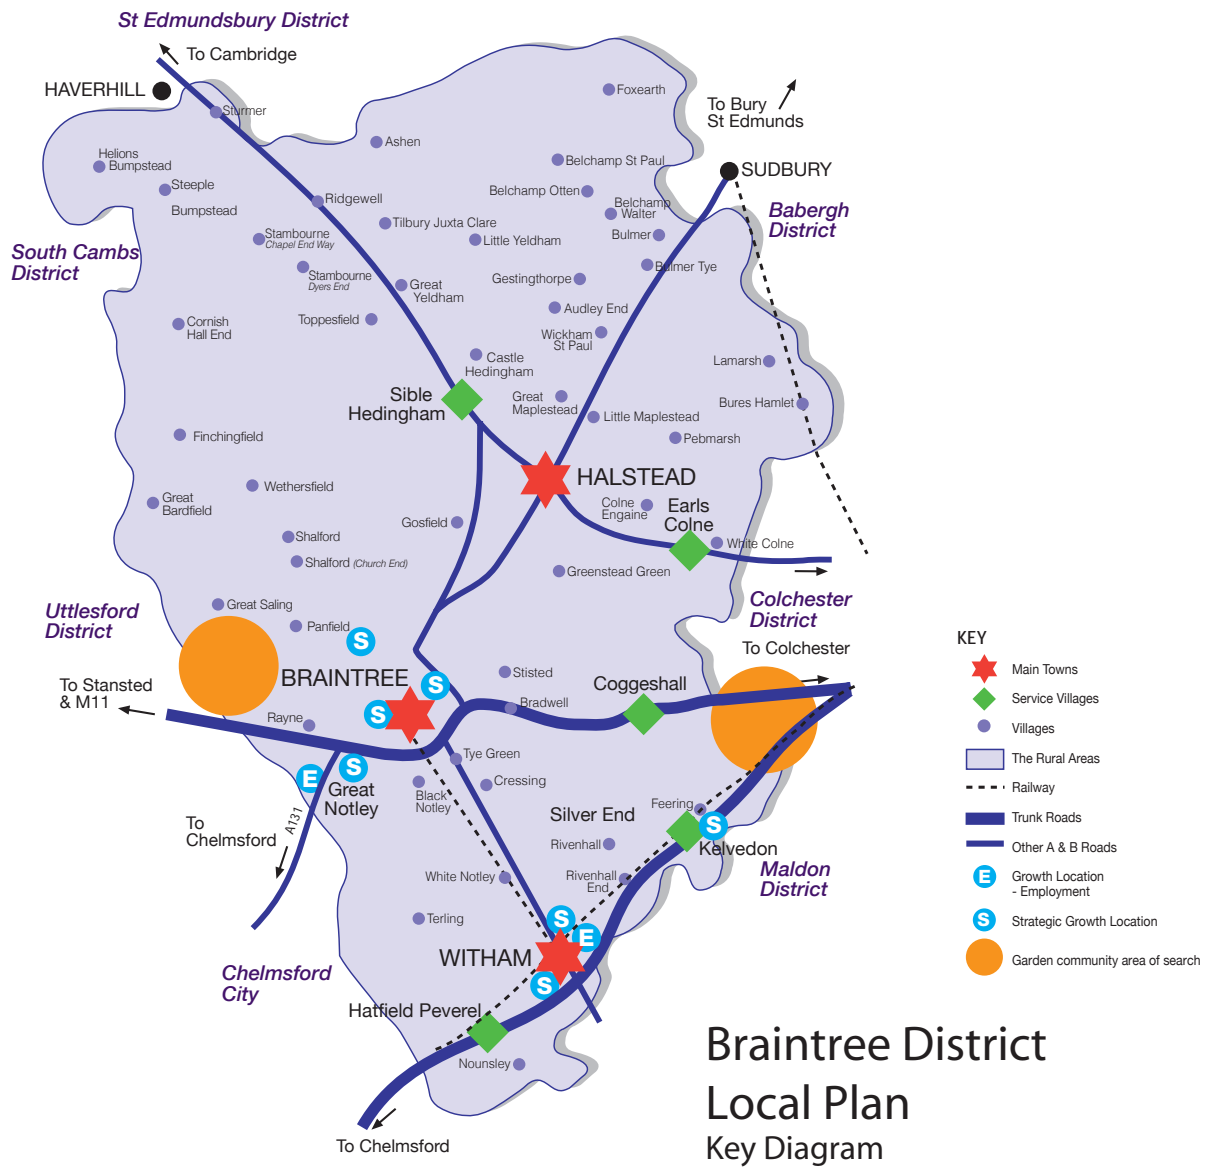 St Edmundsbury District
To Cambridge
HAVERHILL
Sturmer
Foxearth
To Bury
St Edmunds
Ashen
Helions
Bumpstead
Steeple
Bumpstead
Belchamp St Paul
SUDBURY
Belchamp Otten
Belchamp
Walter
Ridgewell
Babergh
District
Tilbury Juxta Clare
Stambourne
Chapel End Way
Little Yeldham
Bulmer
South Cambs
District
Stambourne
Dyers End
Bulmer Tye
Gestingthorpe
Great
Yeldham
Audley End
Toppesfield
Cornish
Hall End
Wickham
St Paul
Castle
Hedingham
Lamarsh
Sible
Hedingham
Great
Maplestead
Bures Hamlet
Little Maplestead
Finchingfield
Pebmarsh
HALSTEAD
Wethersfield
Great
Bardfield
Colne
Engaine
Earls
Colne
Gosfield
Shalford
White Colne
Shalford (Church End)
Greenstead Green
Uttlesford
District
Great Saling
Colchester
District
Panfield
S
To Colchester
BRAINTREE
Stisted
Coggeshall
To Stansted
& M11
S
Bradwell
Rayne
S
Tye Green
S
E
Great
Notley
Black
Notley
Cressing
Silver End
Feering
To
Chelmsford
A131
S
Kelvedon
Rivenhall
Maldon
District
White Notley
Rivenhall
End
Terling
S
E
WITHAM
S
Chelmsford
City
Hatfield Peverel
Nounsley
To Chelmsford
KEY
Main Towns
Service Villages
Villages
The Rural Areas
Railway
Trunk Roads
Other A & B Roads
E
Growth Location
- Employment
S
Strategic Growth Location
Garden community area of search
Braintree District
Local Plan
Key Diagram